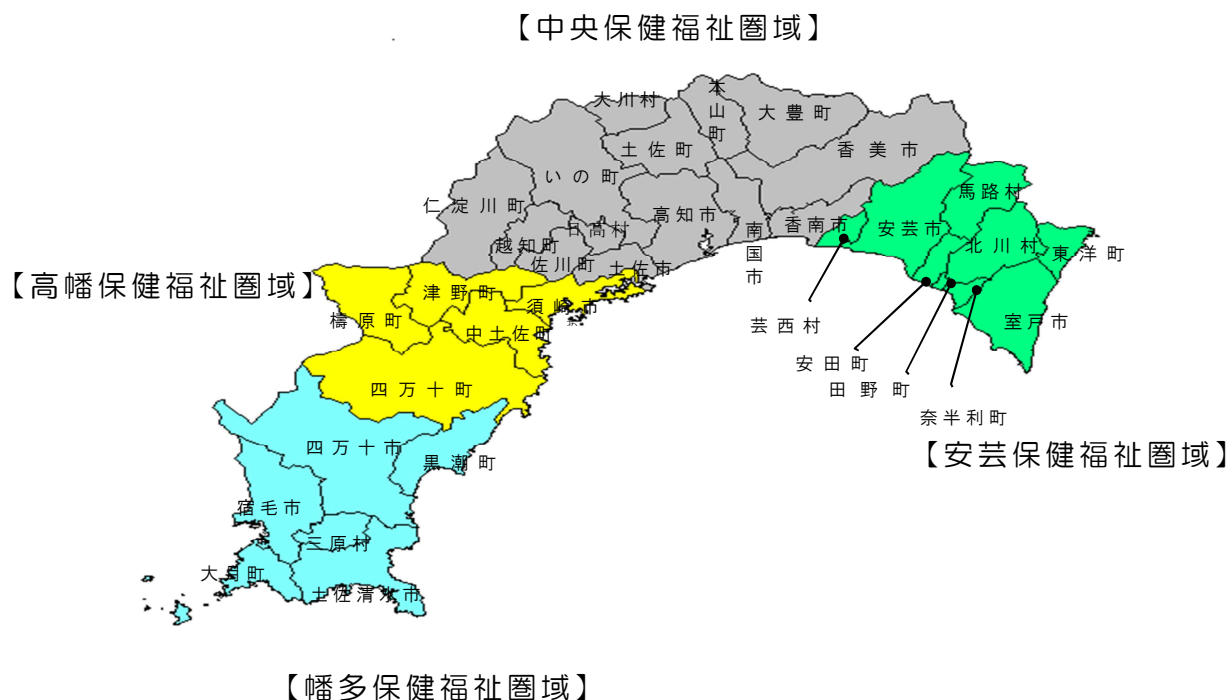 【中央保健福祉圏域】
大川村
本山町
大豊町
土佐町
香美市
いの町
馬路村
仁淀川町
高知市
香南市
安芸市
日高村
南国市
越知町
北川村
東洋町
佐川町
土佐市
【高幡保健福祉圏域】
津野町
須崎市
檮原町
中土佐町
芸西村
室戸市
安田町
田野町
四万十町
奈半利町
四万十市
黒潮町
【安芸保健福祉圏域】
宿毛市
三原村
大月町
土佐清水市
【幡多保健福祉圏域】